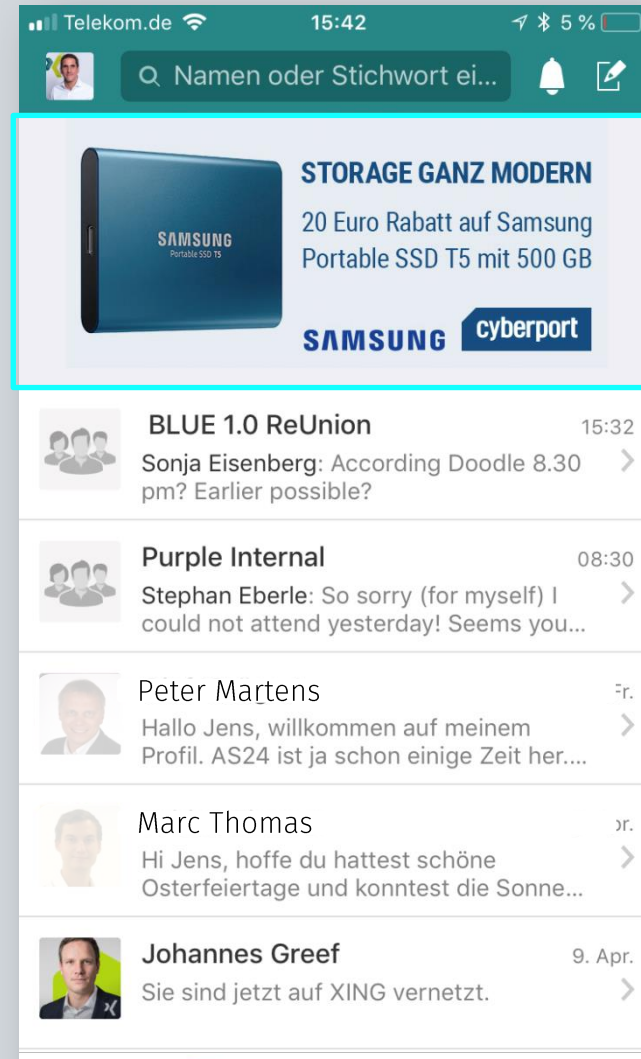 Telekom.de 15:42 5 %
Namen oder Stichwort ei...
STORAGE GANZ MODERN
20 Euro Rabatt auf Samsung
Portable SSD T5 mit 500 GB
SAMSUNG
Portable SSD T5
SAMSUNG cyberport
BLUE 1.0 ReUnion 15:32
Sonja Eisenberg: According Doodle 8.30
pm? Earlier possible?
Purple Internal 08:30
Stephan Eberle: So sorry (for myself) I
could not attend yesterday! Seems you...
Peter Martens Fr.
Hallo Jens, willkommen auf meinem
Profil. AS24 ist ja schon einige Zeit her....
Marc Thomas
Hi Jens, hoffe du hattest schöne
Osterfeiertage und konntest die Sonne...
Johannes Greef 9. Apr.
Sie sind jetzt auf XING vernetzt.